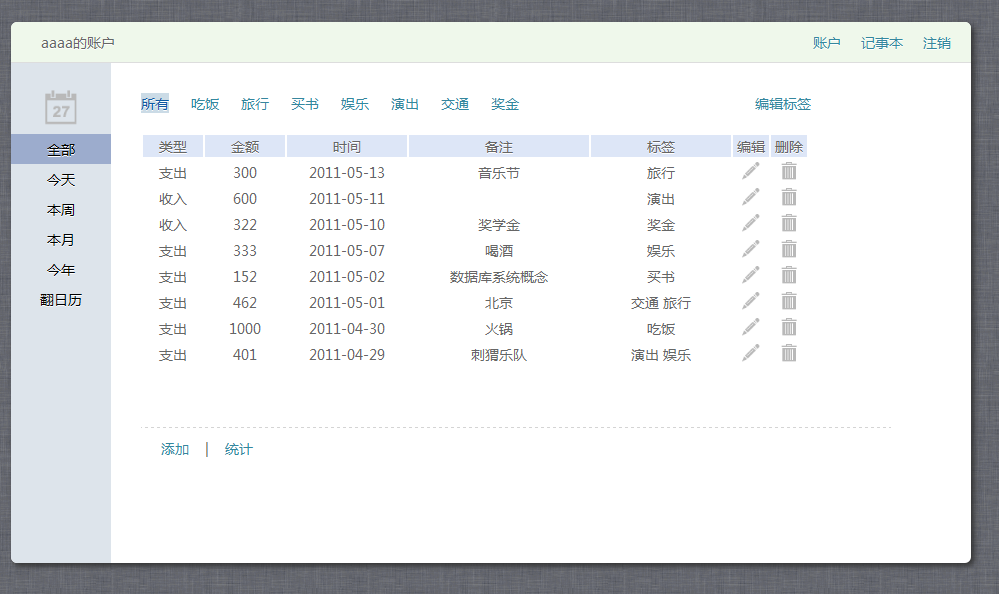 aaaa的账户 账户 记事本 注销
27
所有 吃饭 旅行 买书 娱乐 演出 交通 奖金 编辑标签
全部
今天
本周
本月
今年
翻日历
类型 金额 时间 备注 标签 编辑 删除
支出 300 2011-05-13 音乐节 旅行
收入 600 2011-05-11 演出
收入 322 2011-05-10 奖学金 奖金
支出 333 2011-05-07 喝酒 娱乐
支出 152 2011-05-02 数据库系统概念 买书
支出 462 2011-05-01 北京 交通 旅行
支出 1000 2011-04-30 火锅 吃饭
支出 401 2011-04-29 刺猬乐队 演出 娱乐
添加 | 统计